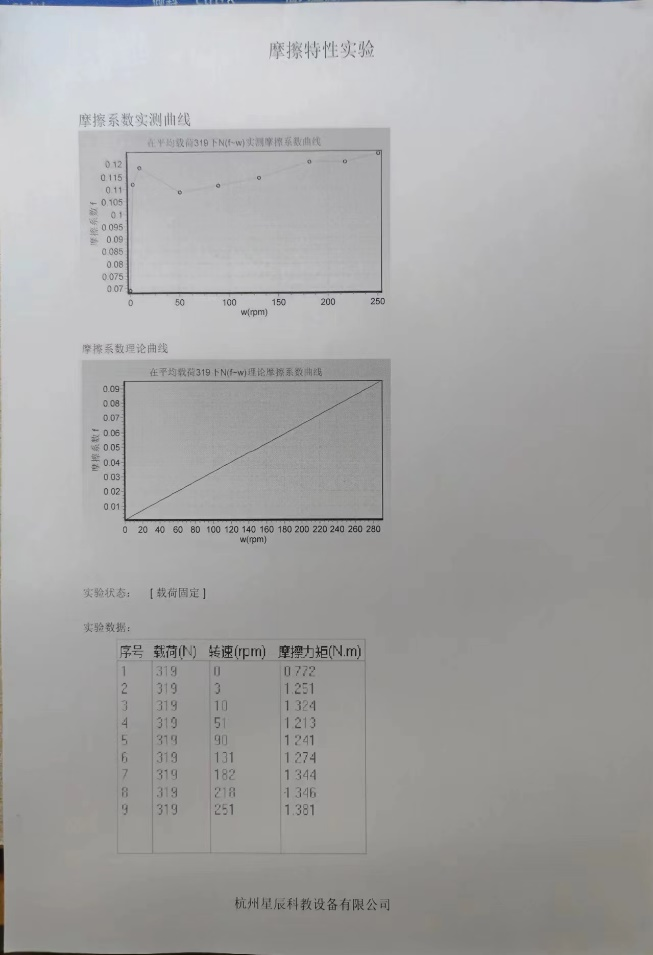 摩擦特性实验
摩擦系数实测曲线
在平均载荷319下N(f-w)实测摩擦系数曲线
0.12
0.115
0.11
0.105
0.1
0.095
0.09
0.085
0.08
0.075
0.07
摩擦系数 f
0 50 100 150 200 250
w(rpm)
摩擦系数理论曲线
在平均载荷319下N(f-w)理论摩擦系数曲线
0.09
0.08
0.07
0.06
0.05
0.04
0.03
0.02
0.01
摩擦系数 f
0 20 40 60 80 100 120 140 160 180 200 220 240 260 280
w(rpm)
实验状态: [载荷固定]
实验数据:
序号 载荷(N) 转速(rpm) 摩擦力矩(N.m)
1 319 0 0.772
2 319 3 1.251
3 319 10 1.324
4 319 51 1.213
5 319 90 1.241
6 319 131 1.274
7 319 182 1.344
8 319 218 1.346
9 319 251 1.381
杭州星辰科教设备有限公司